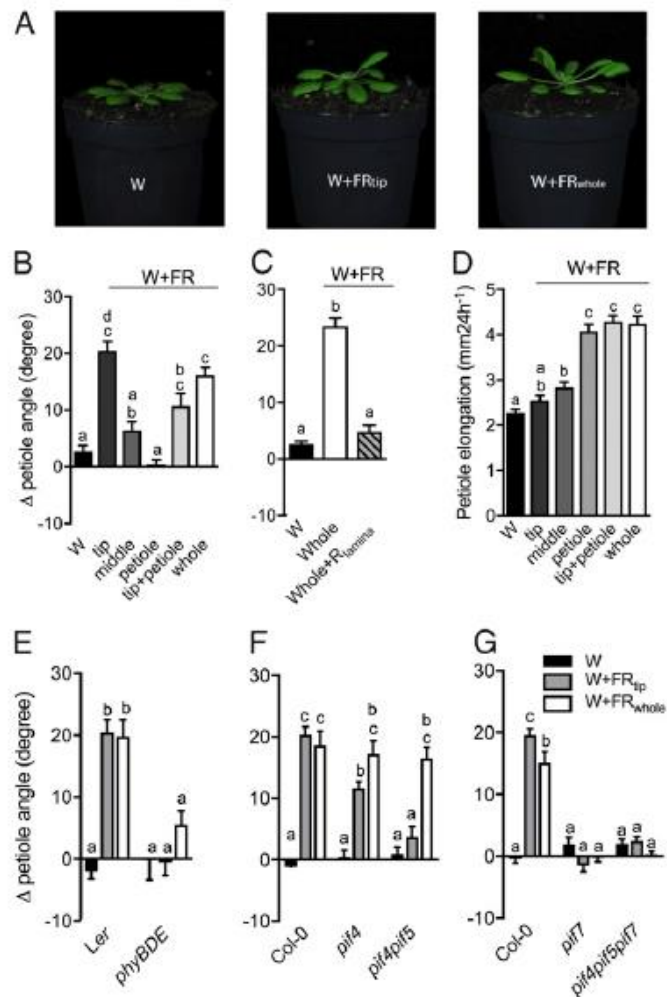 A
W
W+FRtip
W+FRwhole
B
W+FR
Δ petiole angle (degree)
30
20
10
0
-10
a
d
c
a
b
a
b
c
c
W
tip
middle
petiole
tip+petiole
whole
C
W+FR
30
20
10
0
-10
a
b
a
W
Whole
Whole+Rlamina
D
W+FR
Petiole elongation (mm24h⁻¹)
5
4
3
2
1
0
a
a
b
b
c
c
c
W
tip
middle
petiole
tip+petiole
whole
E
Δ petiole angle (degree)
30
20
10
0
-10
a
b
b
a
a
a
Ler
phyBDE
F
30
20
10
0
-10
a
c
c
a
b
b
c
a
a
b
c
Col-0
pif4
pif4pif5
G
W
W+FRtip
W+FRwhole
30
20
10
0
-10
a
c
b
a
a
a
a
a
a
Col-0
pif7
pif4pif5pif7